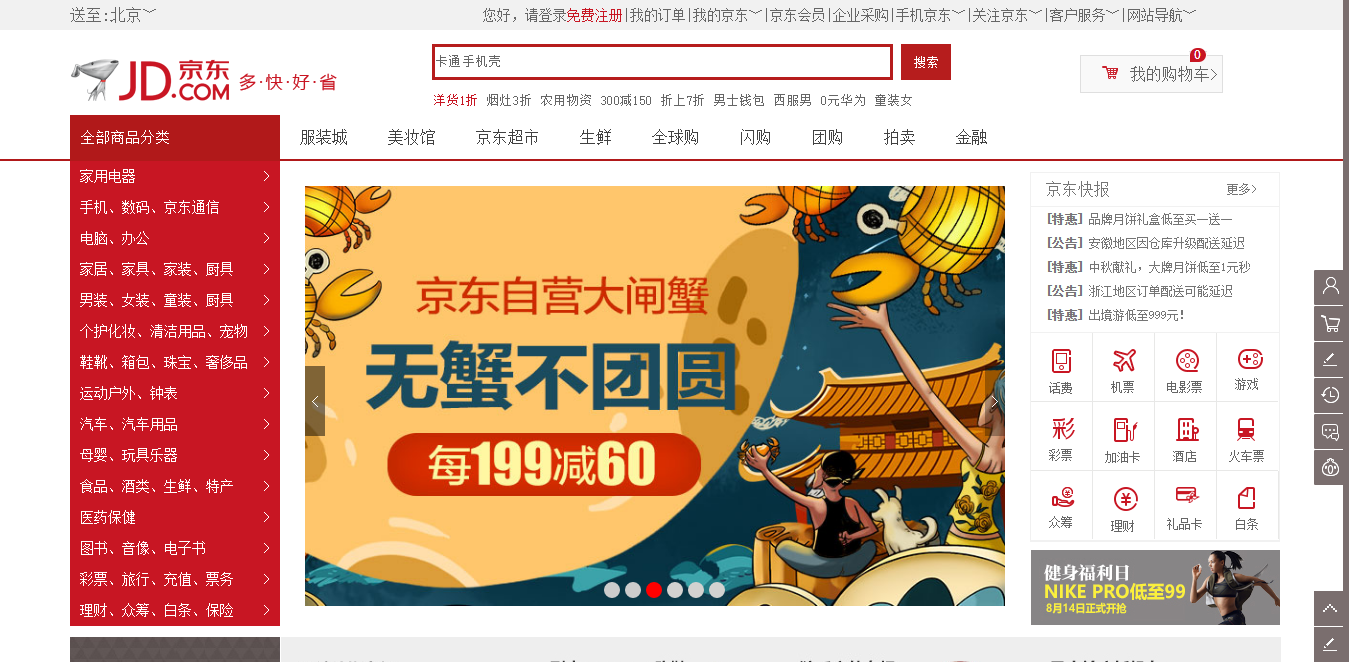 送至:北京
您好，请登录免费注册|我的订单|我的京东|京东会员|企业采购|手机京东|关注京东|客户服务|网站导航
JD.COM 京东 多·快·好·省
卡通手机壳
搜索
0
我的购物车
洋货1折 烟灶3折 农用物资 300减150 折上7折 男士钱包 西服男 0元华为 童装女
全部商品分类
服装城 美妆馆 京东超市 生鲜 全球购 闪购 团购 拍卖 金融
家用电器
手机、数码、京东通信
电脑、办公
家居、家具、家装、厨具
男装、女装、童装、厨具
个护化妆、清洁用品、宠物
鞋靴、箱包、珠宝、奢侈品
运动户外、钟表
汽车、汽车用品
母婴、玩具乐器
食品、酒类、生鲜、特产
医药保健
图书、音像、电子书
彩票、旅行、充值、票务
理财、众筹、白条、保险
京东自营大闸蟹
无蟹不团圆
每199减60
京东快报 更多
[特惠] 品牌月饼礼盒低至买一送一
[公告] 安徽地区因仓库升级配送延迟
[特惠] 中秋献礼，大牌月饼低至1元秒
[公告] 浙江地区订单配送可能延迟
[特惠] 出境游低至999元!
话费 机票 电影票 游戏
彩
彩票 加油卡 酒店 火车票
众筹 理财 礼品卡 白条
健身福利日
NIKE PRO低至99
8月14日正式开抢